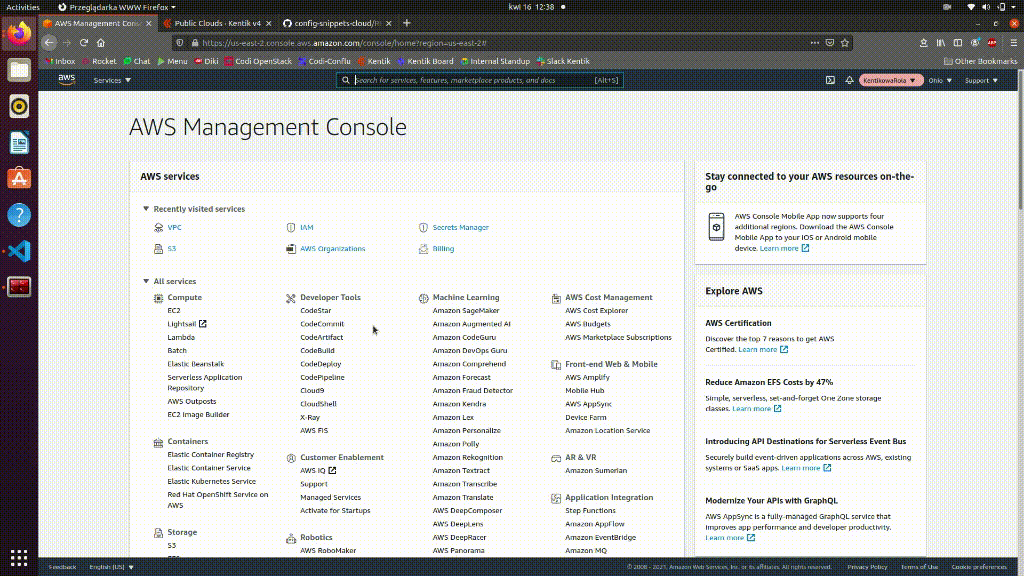 Activities
Przeglądarka WWW Firefox
kwi 16 12:38
AWS Management Cons
Public Clouds - Kentik v4
config-snippets-cloud/
https://us-east-2.console.aws.amazon.com/console/home?region=us-east-2#
Inbox
Rocket
Chat
Menu
Diki
Codi OpenStack
Codi-Conflu
Kentik
Kentik Board
Internal Standup
Slack Kentik
Other Bookmarks
aws
Services
Search for services, features, marketplace products, and docs
[Alt+S]
KentikowaRola
Ohio
Support
AWS Management Console
AWS services
Recently visited services
VPC
IAM
Secrets Manager
S3
AWS Organizations
Billing
All services
Compute
EC2
Lightsail
Lambda
Batch
Elastic Beanstalk
Serverless Application
Repository
AWS Outposts
EC2 Image Builder
Containers
Elastic Container Registry
Elastic Container Service
Elastic Kubernetes Service
Red Hat OpenShift Service on
AWS
Storage
S3
Developer Tools
CodeStar
CodeCommit
CodeArtifact
CodeBuild
CodeDeploy
CodePipeline
Cloud9
CloudShell
X-Ray
AWS FIS
Customer Enablement
AWS IQ
Support
Managed Services
Activate for Startups
Robotics
AWS RoboMaker
Machine Learning
Amazon SageMaker
Amazon Augmented AI
Amazon CodeGuru
Amazon DevOps Guru
Amazon Comprehend
Amazon Forecast
Amazon Fraud Detector
Amazon Kendra
Amazon Lex
Amazon Personalize
Amazon Polly
Amazon Rekognition
Amazon Textract
Amazon Transcribe
Amazon Translate
AWS DeepComposer
AWS DeepLens
AWS DeepRacer
AWS Panorama
AWS Cost Management
AWS Cost Explorer
AWS Budgets
AWS Marketplace Subscriptions
Front-end Web & Mobile
AWS Amplify
Mobile Hub
AWS AppSync
Device Farm
Amazon Location Service
AR & VR
Amazon Sumerian
Application Integration
Step Functions
Amazon AppFlow
Amazon EventBridge
Amazon MQ
Stay connected to your AWS resources on-the-
go
AWS Console Mobile App now supports four
additional regions. Download the AWS Console
Mobile App to your iOS or Android mobile
device. Learn more
Explore AWS
AWS Certification
Discover the top 7 reasons to get AWS
Certified. Learn more
Reduce Amazon EFS Costs by 47%
Simple, serverless, set-and-forget One Zone storage
classes. Learn more
Introducing API Destinations for Serverless Event Bus
Securely build event-driven applications across AWS, existing
systems or SaaS apps. Learn more
Modernize Your APIs with GraphQL
AWS AppSync is a fully-managed GraphQL service that
improves app performance and developer productivity.
Learn more
Feedback
English (US)
© 2008 - 2021, Amazon Web Services, Inc. or its affiliates. All rights reserved.
Privacy Policy
Terms of Use
Cookie preferences